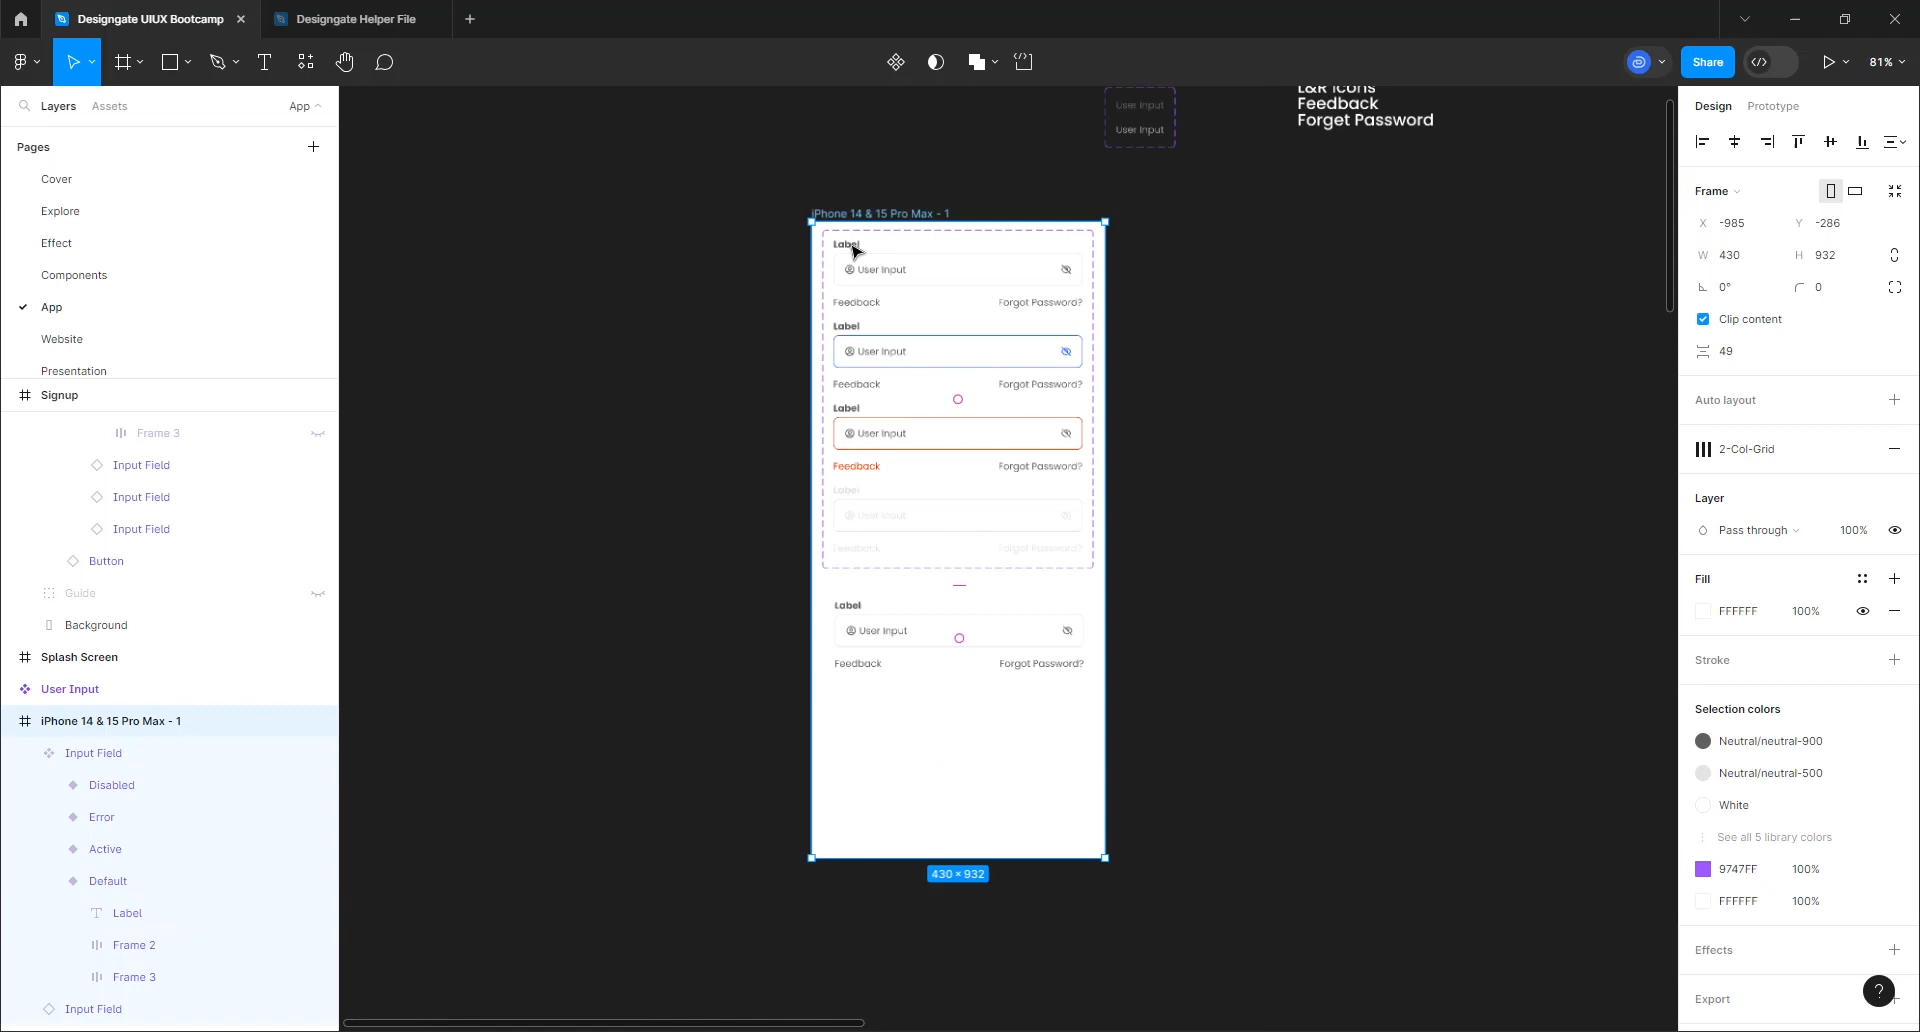 Designgate UIUX Bootcamp
Designgate Helper File
Share
81%
Layers
Assets
App
Pages
Cover
Explore
Effect
Components
App
Website
Presentation
Signup
Frame 3
Input Field
Input Field
Input Field
Button
Guide
Background
Splash Screen
User Input
iPhone 14 & 15 Pro Max - 1
Input Field
Disabled
Error
Active
Default
Label
Frame 2
Frame 3
Input Field
User Input
User Input
L&R Icons
Feedback
Forget Password
iPhone 14 & 15 Pro Max - 1
Label
User Input
Feedback
Forgot Password?
Label
User Input
Feedback
Forgot Password?
Label
User Input
Feedback
Forgot Password?
Label
User Input
Feedback
Forgot Password?
Label
User Input
Feedback
Forgot Password?
430 × 932
Design
Prototype
Frame
X -985
Y -286
W 430
H 932
0°
0
Clip content
49
Auto layout
2-Col-Grid
Layer
Pass through
100%
Fill
FFFFFF
100%
Stroke
Selection colors
Neutral/neutral-900
Neutral/neutral-500
White
See all 5 library colors
9747FF
100%
FFFFFF
100%
Effects
Export
?